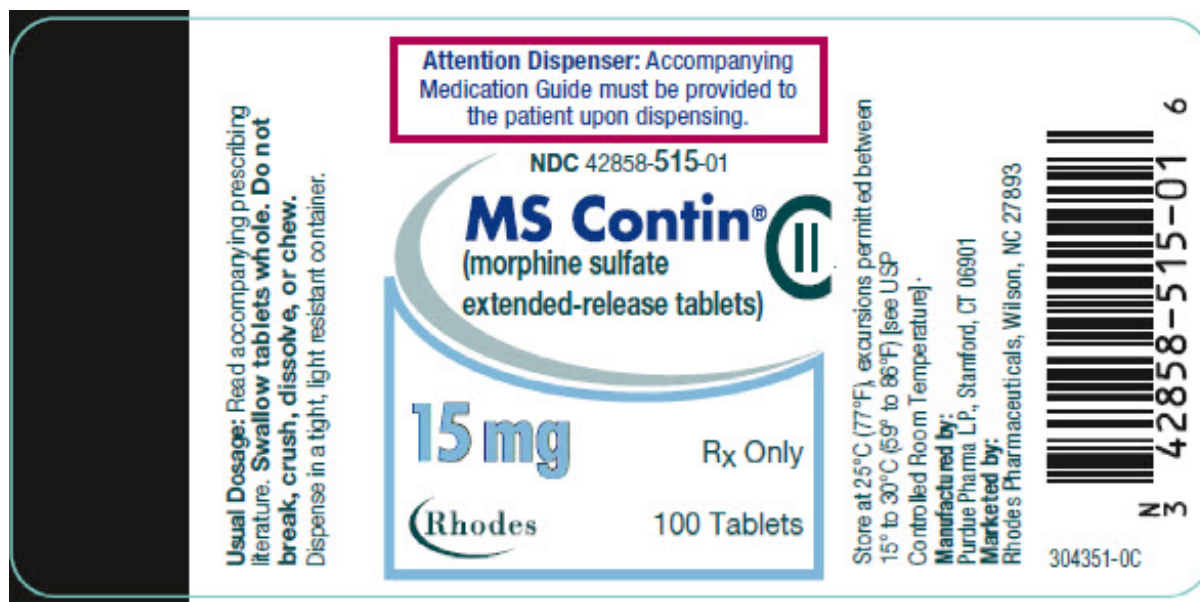 Usual Dosage: Read accompanying prescribing
literature. Swallow tablets whole. Do not
break, crush, dissolve, or chew.
Dispense in a tight, light resistant container.
Attention Dispenser: Accompanying
Medication Guide must be provided to
the patient upon dispensing.
NDC 42858-515-01
MS Contin®
CII
(morphine sulfate
extended-release tablets)
15 mg
Rx Only
Rhodes
100 Tablets
Store at 25°C (77°F), excursions permitted between
15° to 30°C (59° to 86°F) [see USP
Controlled Room Temperature].
Manufactured by:
Purdue Pharma L.P., Stamford, CT 06901
Marketed by:
Rhodes Pharmaceuticals, Wilson, NC 27893
304351-0C
N
3 42858-515-01 6